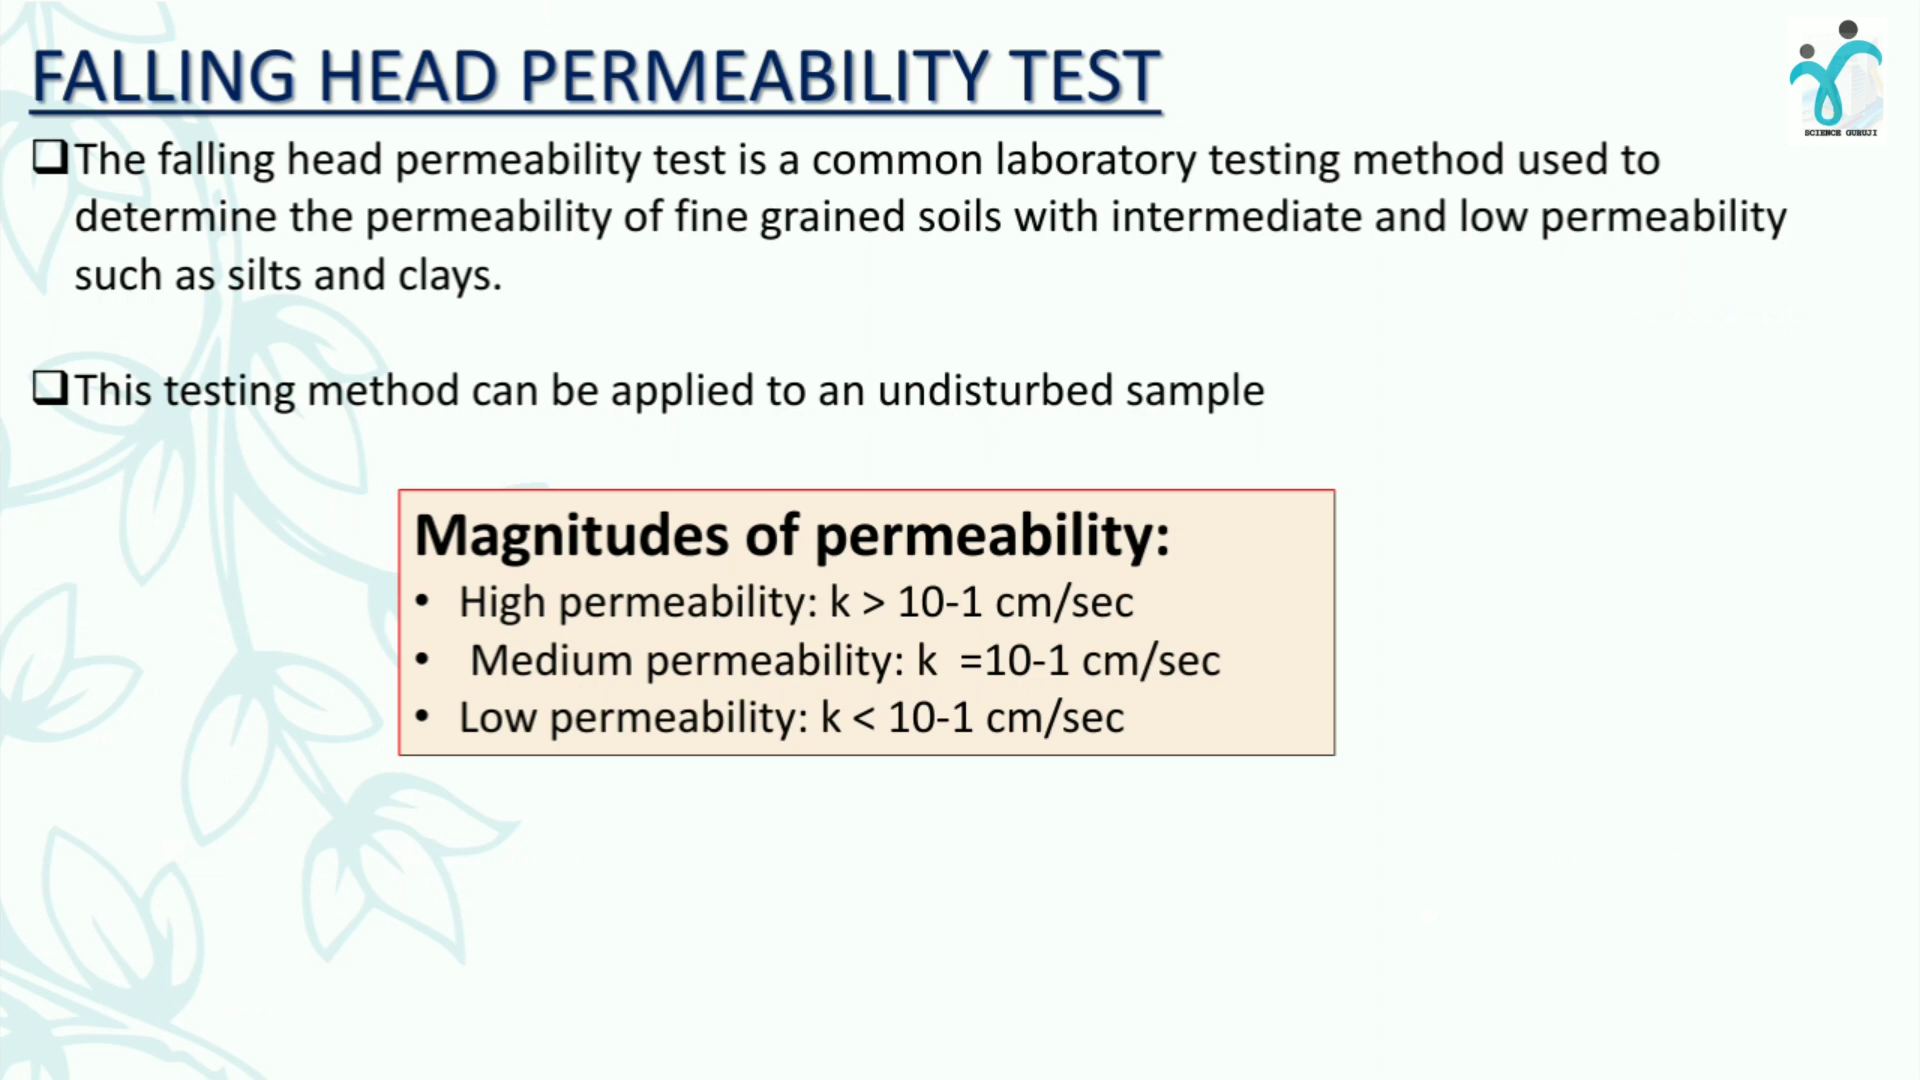 FALLING HEAD PERMEABILITY TEST
SCIENCE GURUJI
The falling head permeability test is a common laboratory testing method used to
determine the permeability of fine grained soils with intermediate and low permeability
such as silts and clays.
This testing method can be applied to an undisturbed sample
Magnitudes of permeability:
• High permeability: k > 10-1 cm/sec
• Medium permeability: k =10-1 cm/sec
• Low permeability: k < 10-1 cm/sec